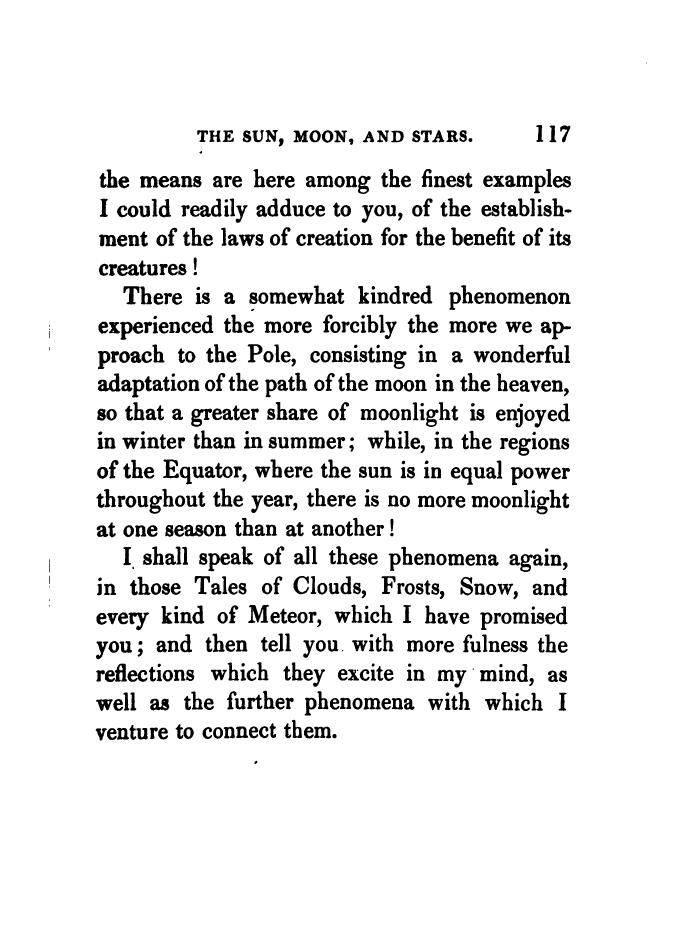 THE SUN, MOON, AND STARS. 117
the means are here among the finest examples
I could readily adduce to you, of the establish-
ment of the laws of creation for the benefit of its
creatures !
There is a somewhat kindred phenomenon
experienced the more forcibly the more we ap-
proach to the Pole, consisting in a wonderful
adaptation of the path of the moon in the heaven,
so that a greater share of moonlight is enjoyed
in winter than in summer ; while, in the regions
of the Equator, where the sun is in equal power
throughout the year, there is no more moonlight
at one season than at another !
I shall speak of all these phenomena again,
in those Tales of Clouds, Frosts, Snow, and
every kind of Meteor, which I have promised
you ; and then tell you with more fulness the
reflections which they excite in my mind, as
well as the further phenomena with which I
venture to connect them.